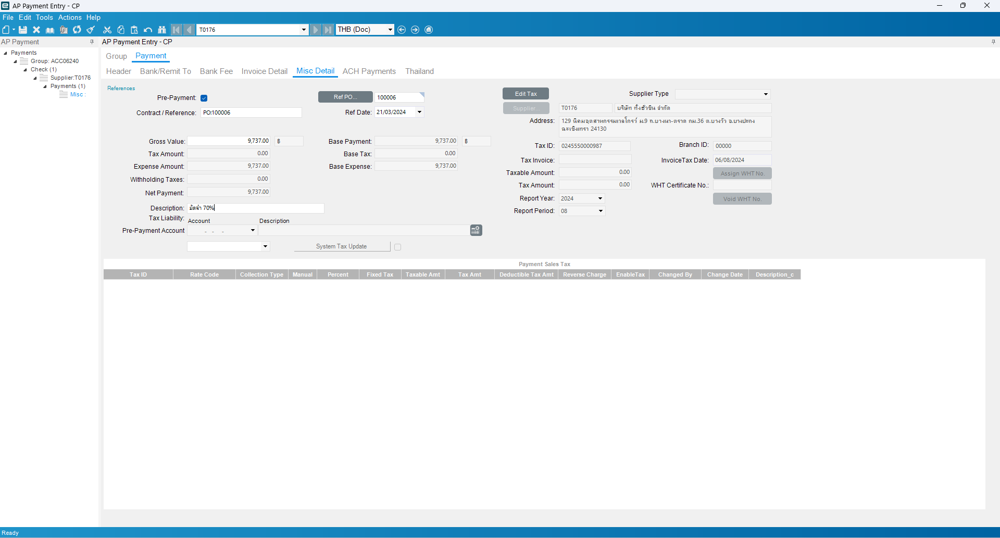 AP Payment Entry - CP
File Edit Tools Actions Help
T0176 THB (Doc)
AP Payment
AP Payment Entry - CP
Payments
Group: ACC06240
Check (1)
Supplier:T0176
Payments (1)
Misc :
Group Payment
Header Bank/Remit To Bank Fee Invoice Detail Misc Detail ACH Payments Thailand
References
Pre-Payment: Ref PO... 100006 Edit Tax Supplier Type
Contract / Reference: PO:100006 Ref Date: 21/03/2024 Supplier... T0176 บริษัท ทั้งฮั่วซิน จำกัด
Address: 129 นิคมอุตสาหกรรมเวลโกรว์ ม.9 ถ.บางนา-ตราด กม.36 ต.บางวัว อ.บางปะกง
ฉะเชิงเทรา 24130
Gross Value: 9,737.00 ฿ Base Payment: 9,737.00 ฿ Tax ID: 0245550000987 Branch ID: 00000
Tax Amount: 0.00 Base Tax: 0.00 Tax Invoice: InvoiceTax Date: 06/08/2024
Expense Amount: 9,737.00 Base Expense: 9,737.00 Taxable Amount: 0.00 Assign WHT No.
Withholding Taxes: 0.00 Tax Amount: 0.00 WHT Certificate No.:
Net Payment: 9,737.00 Report Year: 2024 Void WHT No.
Description: มัดจำ 70% Report Period: 08
Tax Liability:
Account Description
Pre-Payment Account - - -
System Tax Update
Payment Sales Tax
Tax ID Rate Code Collection Type Manual Percent Fixed Tax Taxable Amt Tax Amt Deductible Tax Amt Reverse Charge EnableTax Changed By Change Date Description_c
Ready